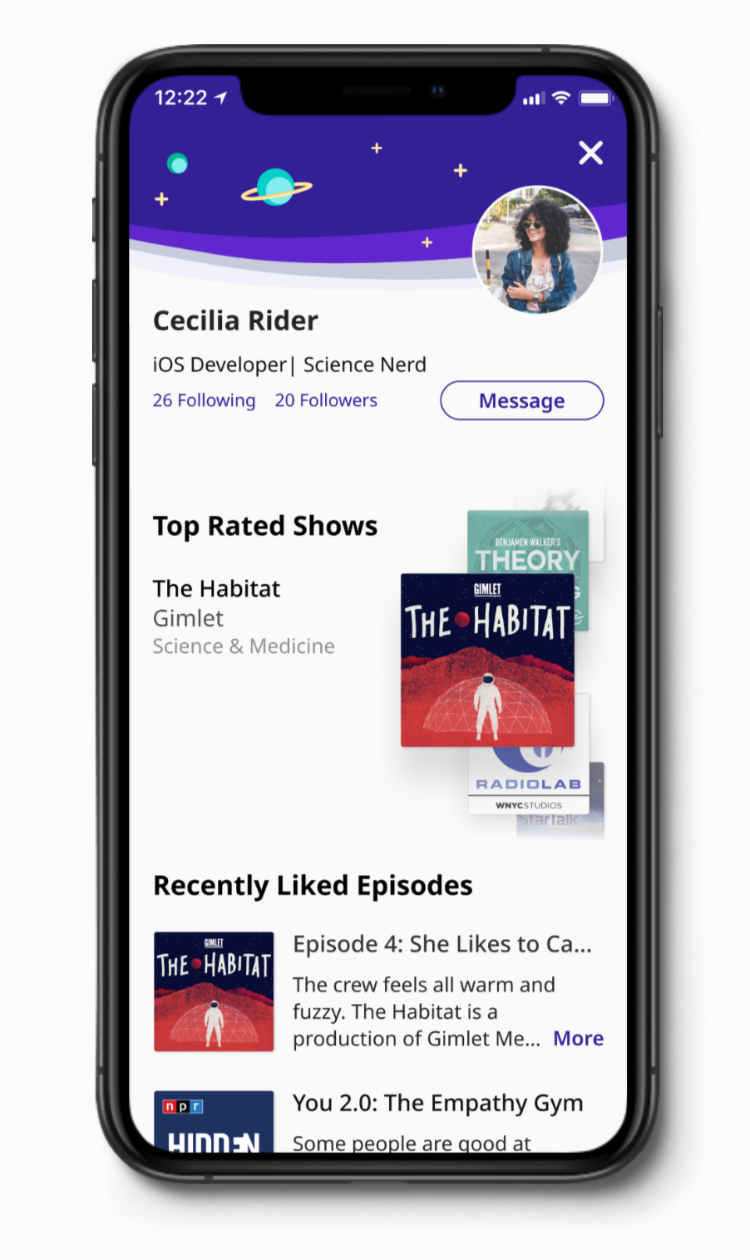 12:22
Cecilia Rider
iOS Developer| Science Nerd
26 Following 20 Followers
Message
Top Rated Shows
The Habitat
Gimlet
Science & Medicine
BENJAMEN WALKER'S
THEORY
GIMLET
THE HABITAT
RADIOLAB
WNYCSTUDIOS
StarTalk
Recently Liked Episodes
GIMLET
THE HABITAT
Episode 4: She Likes to Ca...
The crew feels all warm and
fuzzy. The Habitat is a
production of Gimlet Me... More
npr
HIDDEN
You 2.0: The Empathy Gym
Some people are good at